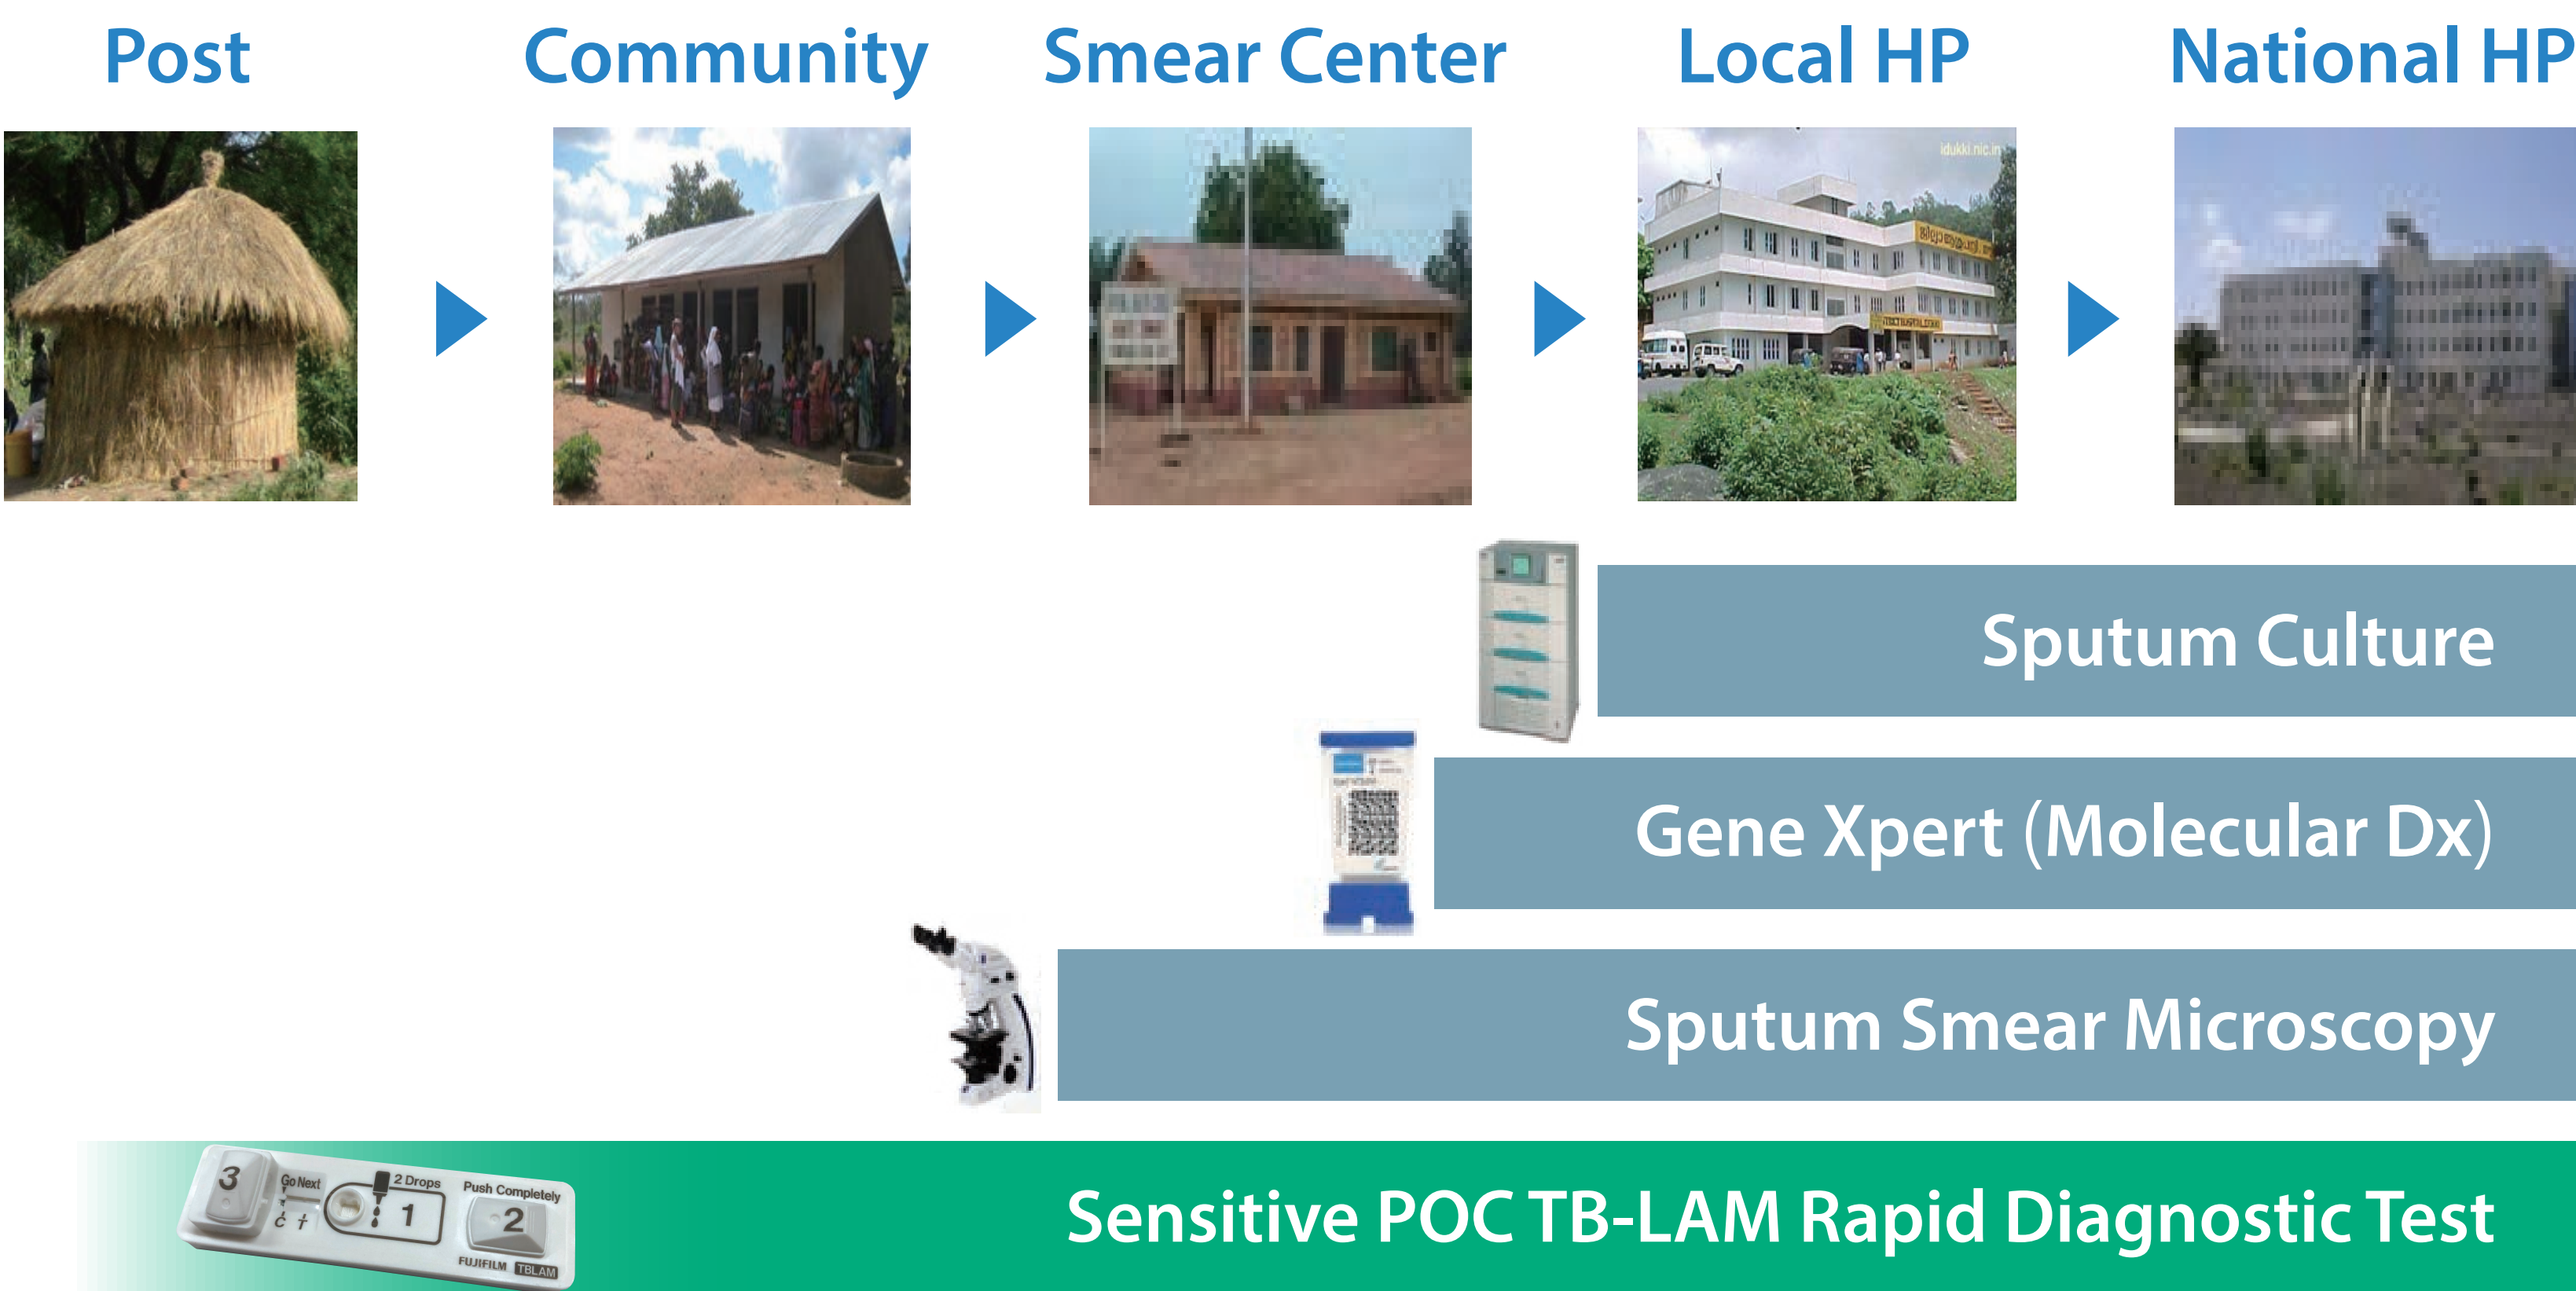 Post
Community
Smear Center
Local HP
National HP
idukki.nic.in
Sputum Culture
Gene Xpert (Molecular Dx)
Sputum Smear Microscopy
3
Go Next
C T
2 Drops
1
Push Completely
2
FUJIFILM TBLAM
Sensitive POC TB-LAM Rapid Diagnostic Test